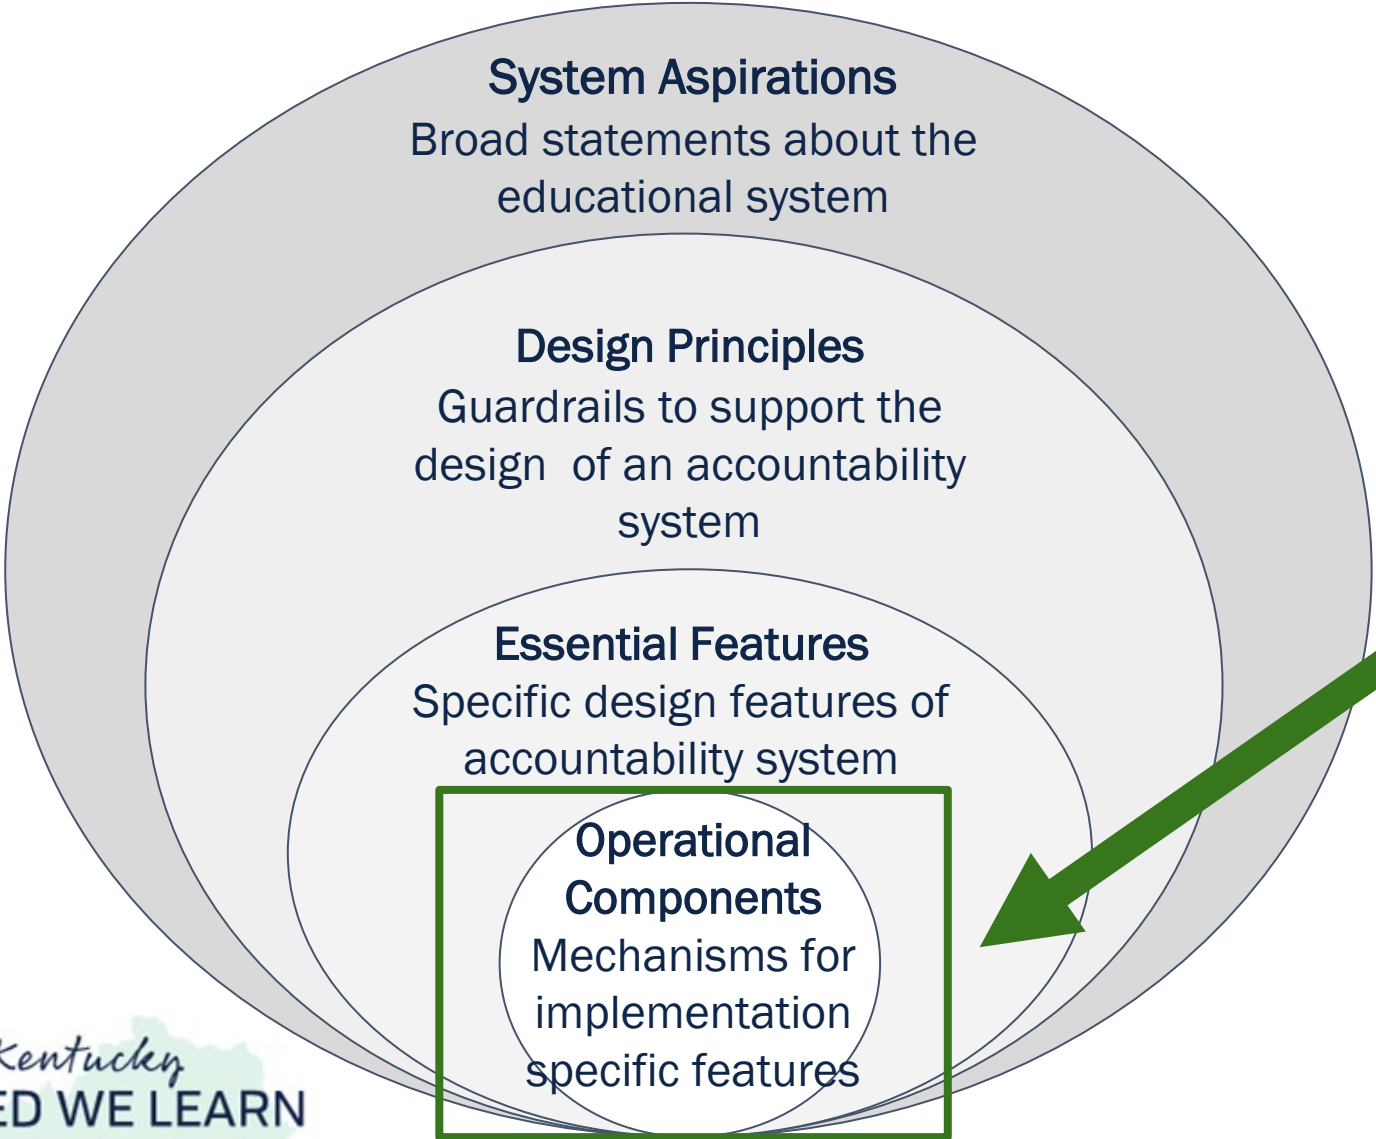 System Aspirations
Broad statements about the
educational system
Design Principles
Guardrails to support the
design  of an accountability
system
Essential Features
Specific design features of
accountability system
Operational
Components
Mechanisms for
implementation
specific features
Kentucky
ED WE LEARN